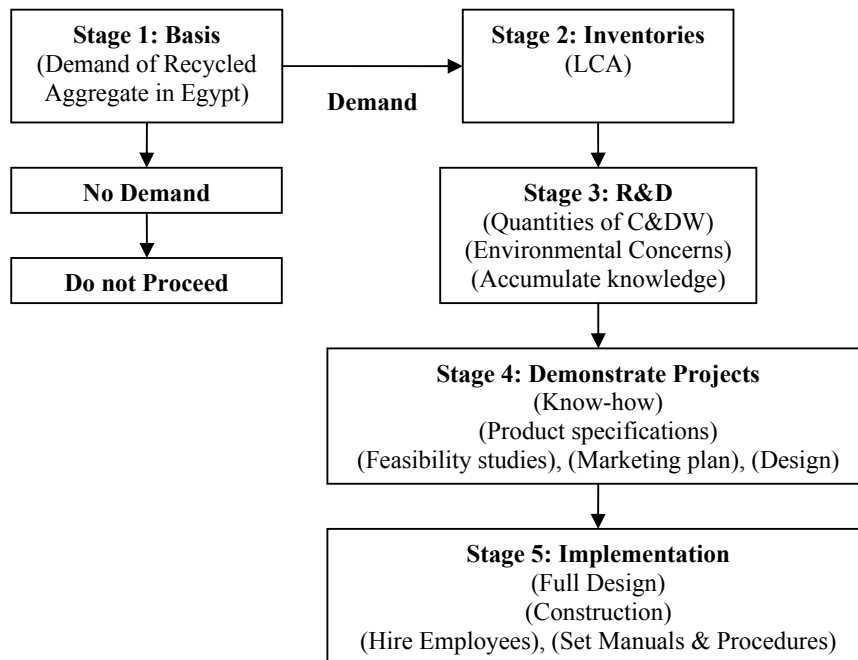 Stage 1: Basis
(Demand of Recycled
Aggregate in Egypt)
Demand
No Demand
Do not Proceed
Stage 2: Inventories
(LCA)
Stage 3: R&D
(Quantities of C&DW)
(Environmental Concerns)
(Accumulate knowledge)
Stage 4: Demonstrate Projects
(Know-how)
(Product specifications)
(Feasibility studies), (Marketing plan), (Design)
Stage 5: Implementation
(Full Design)
(Construction)
(Hire Employees), (Set Manuals & Procedures)